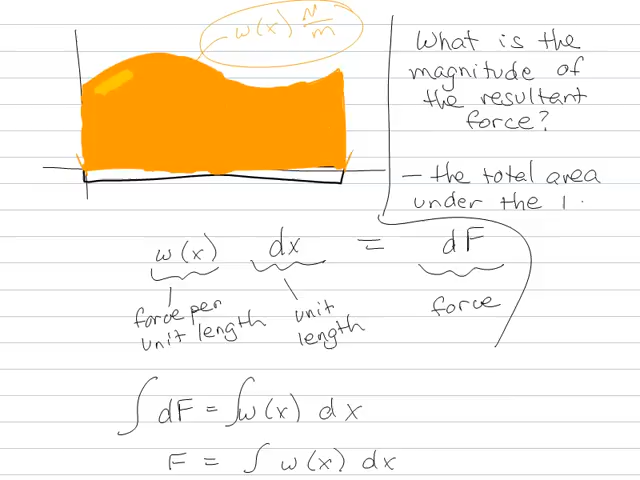 w(x) N/m
What is the
magnitude of
the resultant
force?
- the total area
under the l
w(x) dx = dF
force per
unit length
unit
length
force
∫ dF = ∫ w(x) dx
F = ∫ w(x) dx